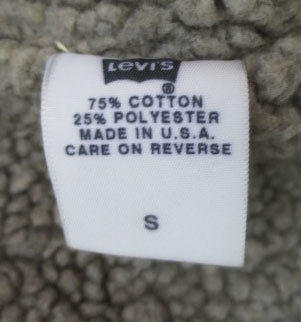 Levi's
®
75% COTTON
25% POLYESTER
MADE IN U.S.A.
CARE ON REVERSE
S